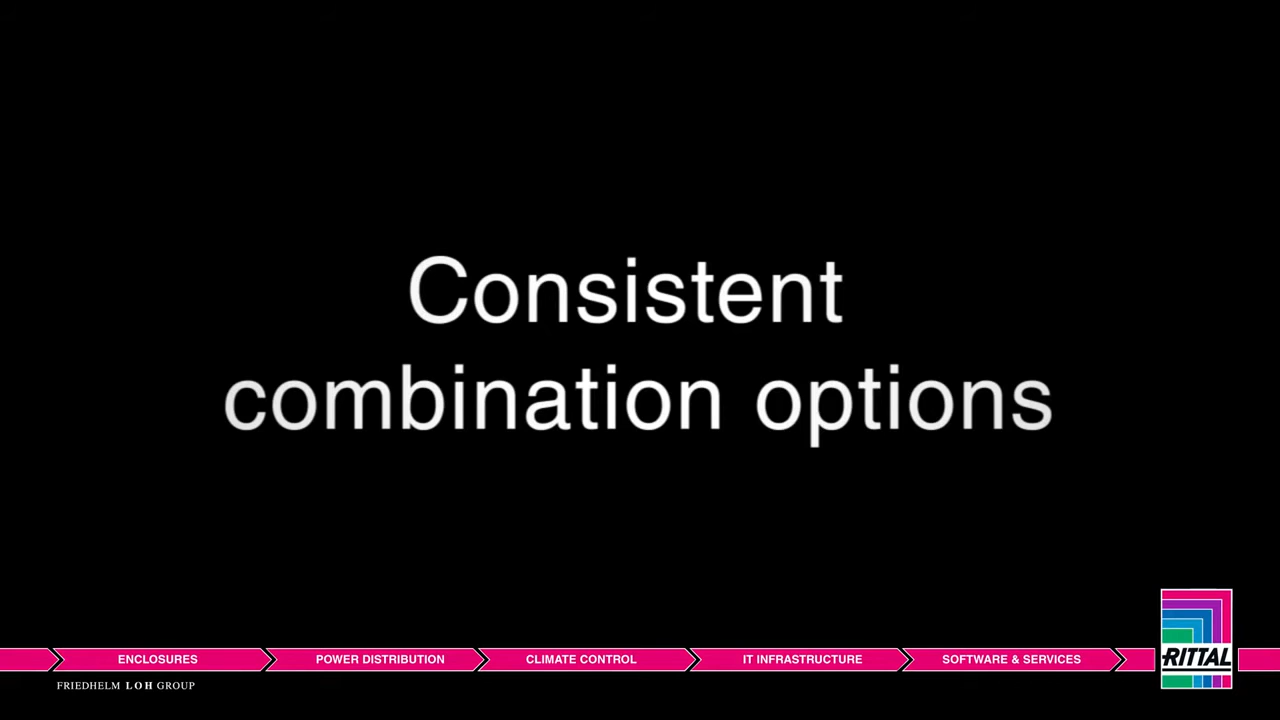 Consistent
combination options
ENCLOSURES POWER DISTRIBUTION CLIMATE CONTROL IT INFRASTRUCTURE SOFTWARE & SERVICES
RITTAL
FRIEDHELM LOH GROUP